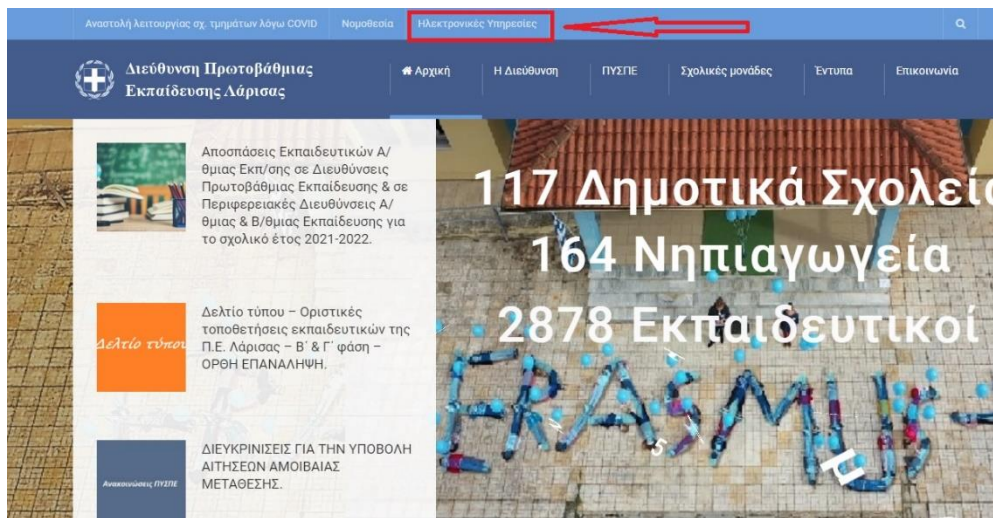 Αναστολή λειτουργίας σχ. τμημάτων λόγω COVID Νομοθεσία Ηλεκτρονικές Υπηρεσίες
Διεύθυνση Πρωτοβάθμιας
Εκπαίδευσης Λάρισας
Αρχική Η Διεύθυνση ΠΥΣΠΕ Σχολικές μονάδες Έντυπα Επικοινωνία
Αποσπάσεις Εκπαιδευτικών Α/
θμιας Εκπ/σης σε Διευθύνσεις
Πρωτοβάθμιας Εκπαίδευσης & σε
Περιφερειακές Διευθύνσεις Α/
θμιας & Β/θμιας Εκπαίδευσης για
το σχολικό έτος 2021-2022.
Δελτίο τύπου
Δελτίο τύπου – Οριστικές
τοποθετήσεις εκπαιδευτικών της
Π.Ε. Λάρισας – Β΄ & Γ΄ φάση –
ΟΡΘΗ ΕΠΑΝΑΛΗΨΗ.
Ανακοινώσεις ΠΥΣΠΕ
ΔΙΕΥΚΡΙΝΙΣΕΙΣ ΓΙΑ ΤΗΝ ΥΠΟΒΟΛΗ
ΑΙΤΗΣΕΩΝ ΑΜΟΙΒΑΙΑΣ
ΜΕΤΑΘΕΣΗΣ.
117 Δημοτικά Σχολεία
164 Νηπιαγωγεία
2878 Εκπαιδευτικοί
ERASMU